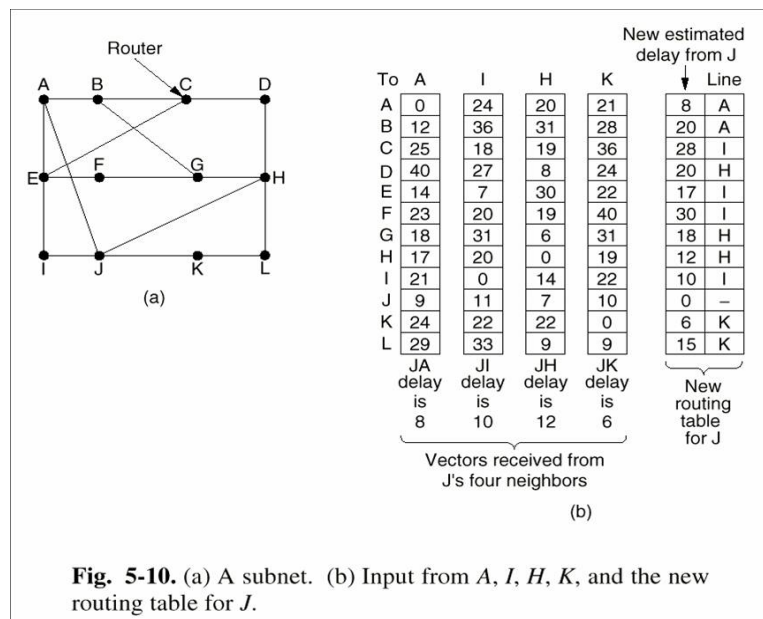 Router
A B C D
E F G H
I J K L
(a)
New estimated
delay from J
To A I H K Line
A 0 24 20 21 8 A
B 12 36 31 28 20 A
C 25 18 19 36 28 I
D 40 27 8 24 20 H
E 14 7 30 22 17 I
F 23 20 19 40 30 I
G 18 31 6 31 18 H
H 17 20 0 19 12 H
I 21 0 14 22 10 I
J 9 11 7 10 0 –
K 24 22 22 0 6 K
L 29 33 9 9 15 K
JA JI JH JK
delay delay delay delay
is is is is
8 10 12 6
New
routing
table
for J
Vectors received from
J's four neighbors
(b)
Fig. 5-10. (a) A subnet. (b) Input from A, I, H, K, and the new
routing table for J.